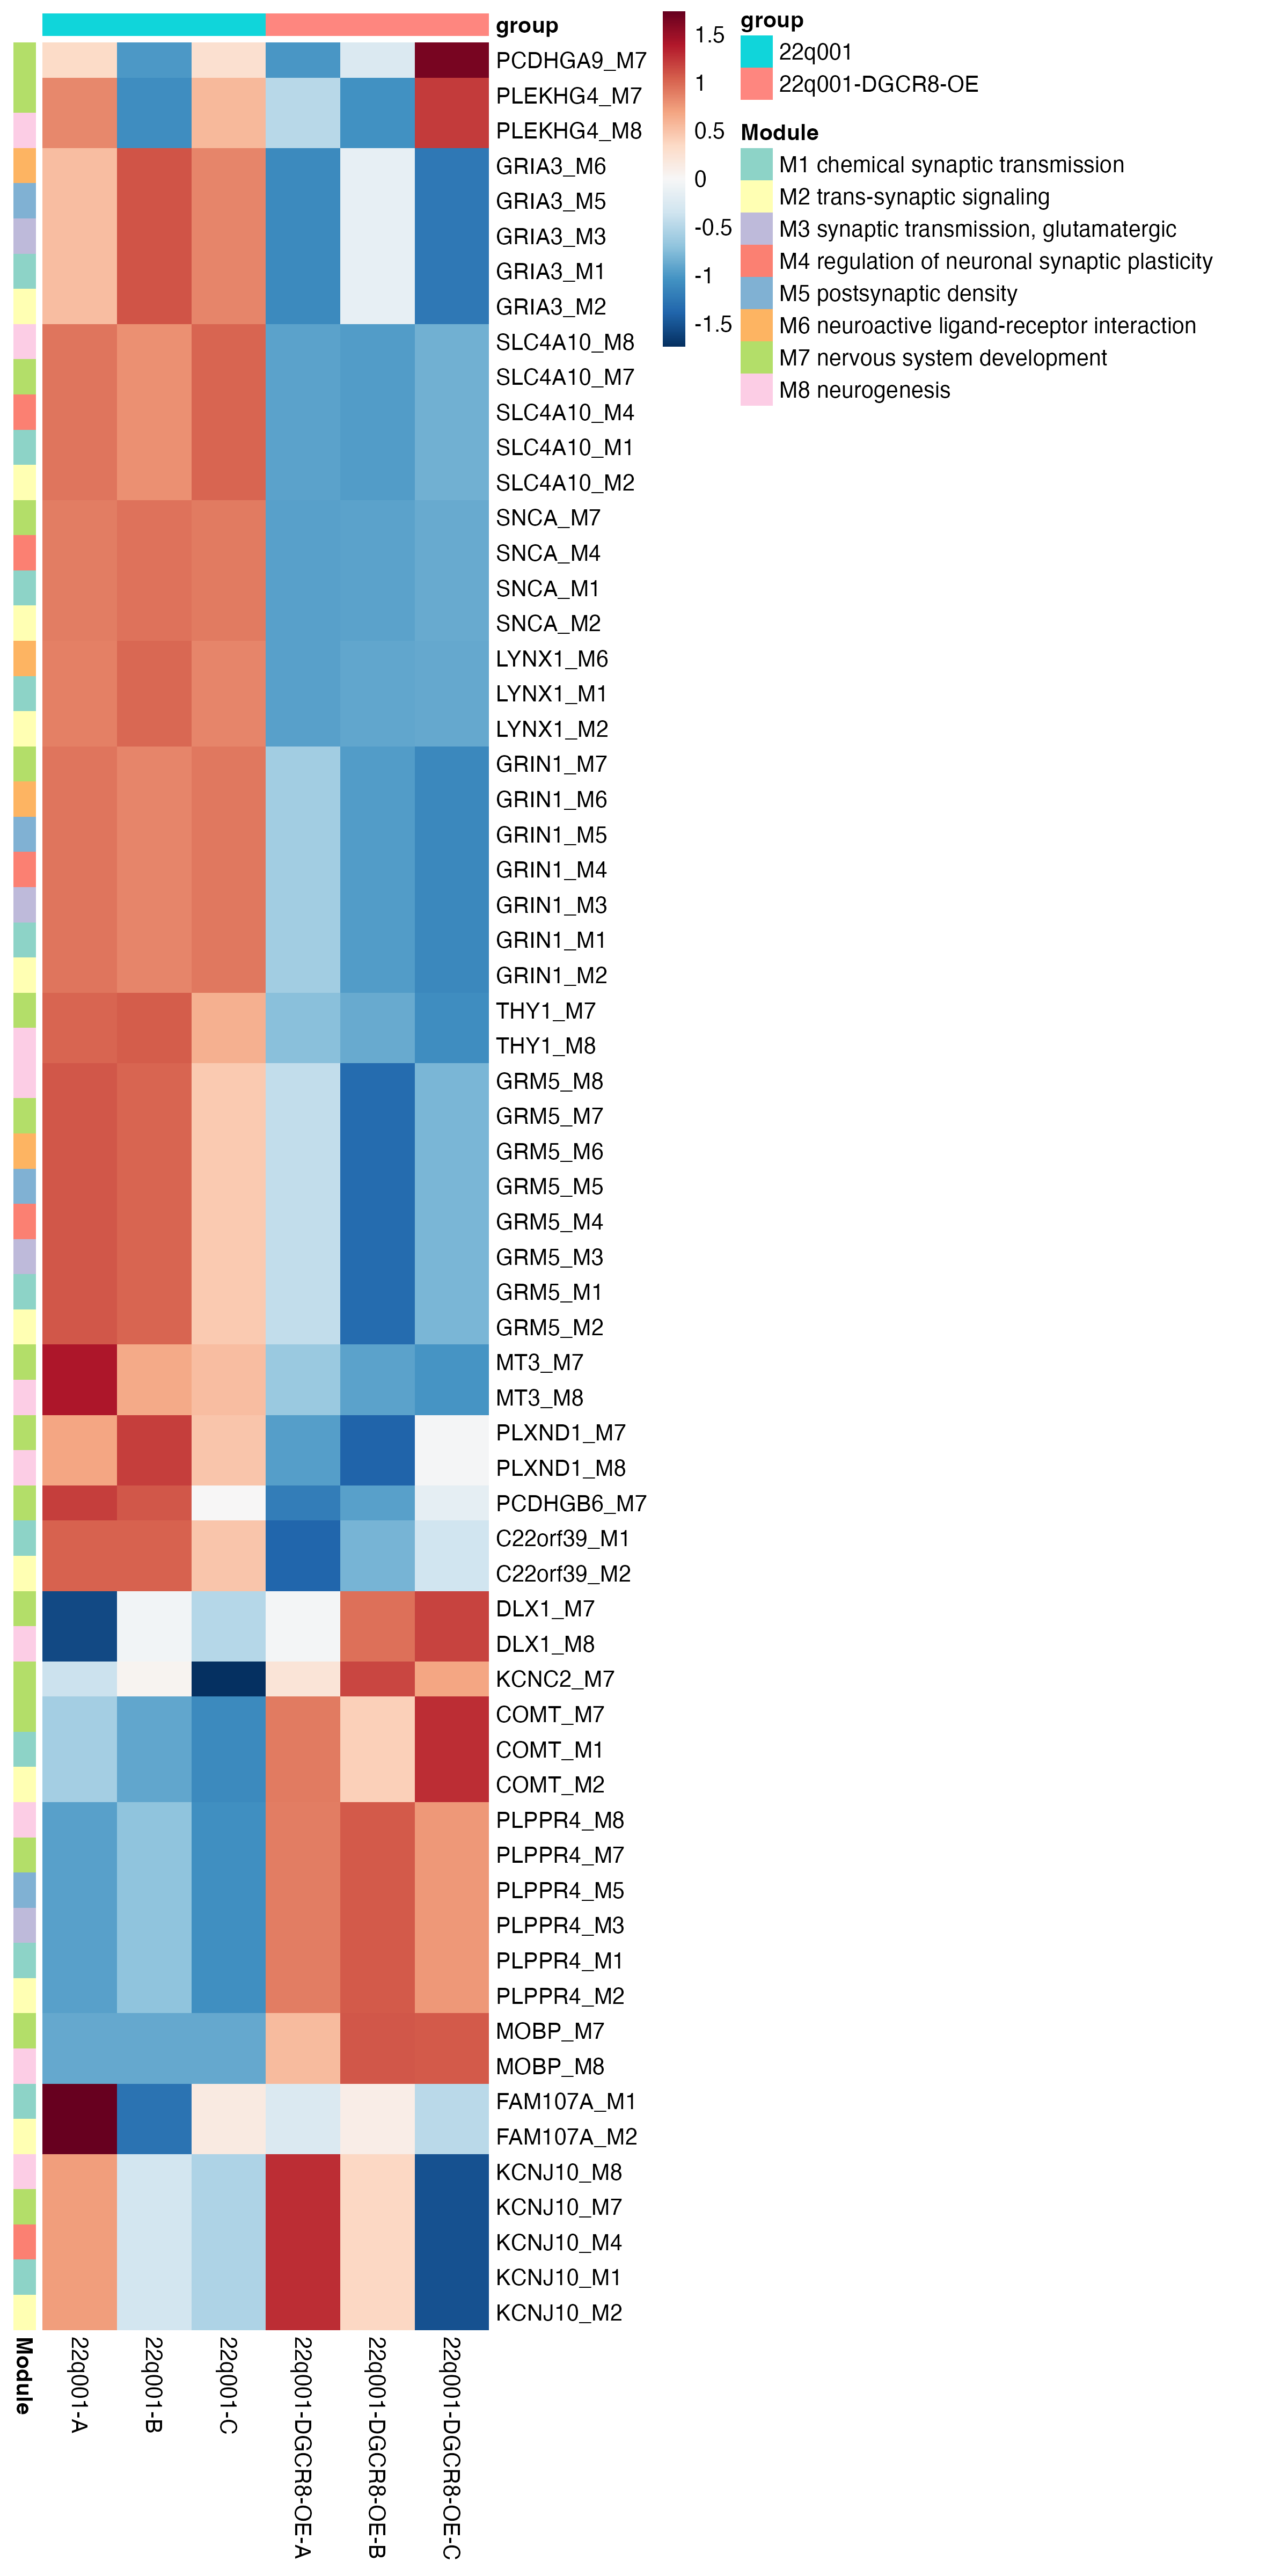 group
PCDHGA9_M7
PLEKHG4_M7
PLEKHG4_M8
GRIA3_M6
GRIA3_M5
GRIA3_M3
GRIA3_M1
GRIA3_M2
SLC4A10_M8
SLC4A10_M7
SLC4A10_M4
SLC4A10_M1
SLC4A10_M2
SNCA_M7
SNCA_M4
SNCA_M1
SNCA_M2
LYNX1_M6
LYNX1_M1
LYNX1_M2
GRIN1_M7
GRIN1_M6
GRIN1_M5
GRIN1_M4
GRIN1_M3
GRIN1_M1
GRIN1_M2
THY1_M7
THY1_M8
GRM5_M8
GRM5_M7
GRM5_M6
GRM5_M5
GRM5_M4
GRM5_M3
GRM5_M1
GRM5_M2
MT3_M7
MT3_M8
PLXND1_M7
PLXND1_M8
PCDHGB6_M7
C22orf39_M1
C22orf39_M2
DLX1_M7
DLX1_M8
KCNC2_M7
COMT_M7
COMT_M1
COMT_M2
PLPPR4_M8
PLPPR4_M7
PLPPR4_M5
PLPPR4_M3
PLPPR4_M1
PLPPR4_M2
MOBP_M7
MOBP_M8
FAM107A_M1
FAM107A_M2
KCNJ10_M8
KCNJ10_M7
KCNJ10_M4
KCNJ10_M1
KCNJ10_M2
Module
22q001-A
22q001-B
22q001-C
22q001-DGCR8-OE-A
22q001-DGCR8-OE-B
22q001-DGCR8-OE-C
1.5
1
0.5
0
-0.5
-1
-1.5
group
22q001
22q001-DGCR8-OE
Module
M1 chemical synaptic transmission
M2 trans-synaptic signaling
M3 synaptic transmission, glutamatergic
M4 regulation of neuronal synaptic plasticity
M5 postsynaptic density
M6 neuroactive ligand-receptor interaction
M7 nervous system development
M8 neurogenesis